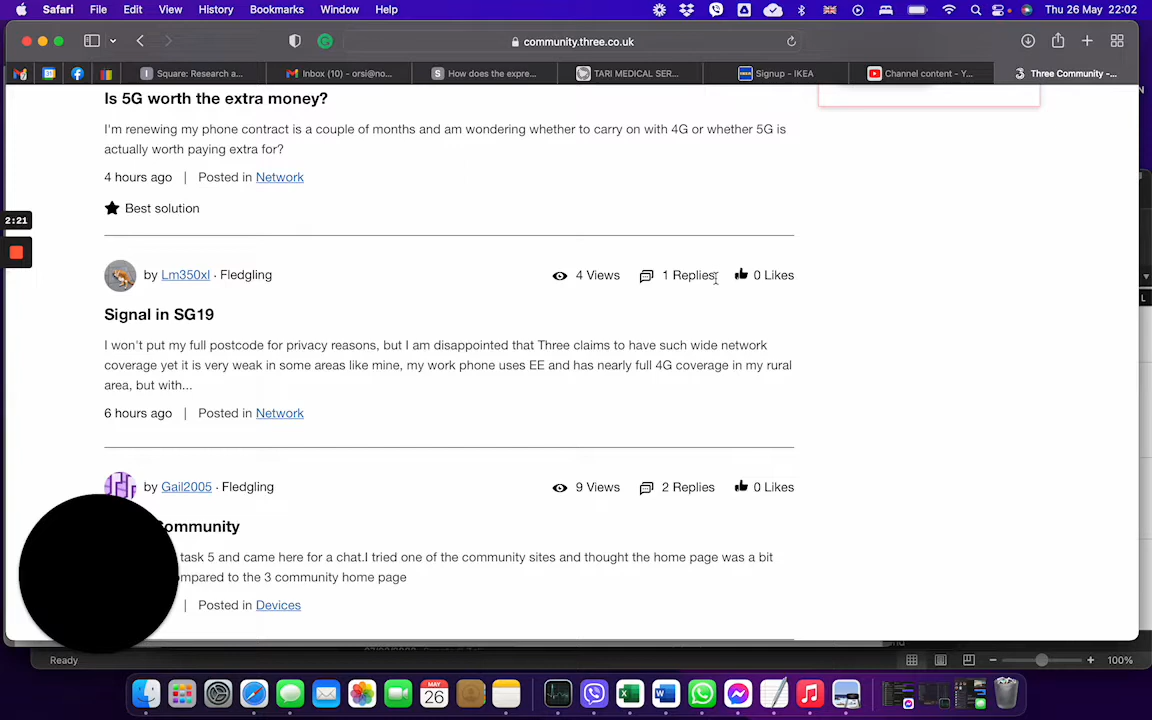 Safari File Edit View History Bookmarks Window Help Thu 26 May 22:02
community.three.co.uk
Square: Research a... Inbox (10) – orsi@no... How does the expre... TARI MEDICAL SER... Signup - IKEA Channel content - Y... Three Community -...
Is 5G worth the extra money?
I'm renewing my phone contract is a couple of months and am wondering whether to carry on with 4G or whether 5G is
actually worth paying extra for?
4 hours ago | Posted in Network
2:21
Best solution
by Lm350xl · Fledgling 4 Views 1 Replies 0 Likes
Signal in SG19
I won't put my full postcode for privacy reasons, but I am disappointed that Three claims to have such wide network
coverage yet it is very weak in some areas like mine, my work phone uses EE and has nearly full 4G coverage in my rural
area, but with...
6 hours ago | Posted in Network
by Gail2005 · Fledgling 9 Views 2 Replies 0 Likes
ommunity
task 5 and came here for a chat.I tried one of the community sites and thought the home page was a bit
mpared to the 3 community home page
| Posted in Devices
Ready 100%
MAY
26